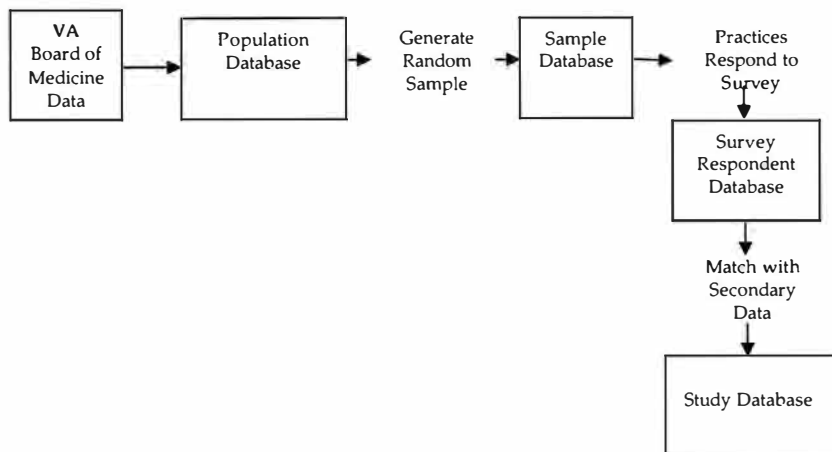 VA
Board of
Medicine
Data
Population
Database
Generate
Random
Sample
Sample
Database
Practices
Respond to
Survey
Survey
Respondent
Database
Match with
Secondary
Data
Study Database